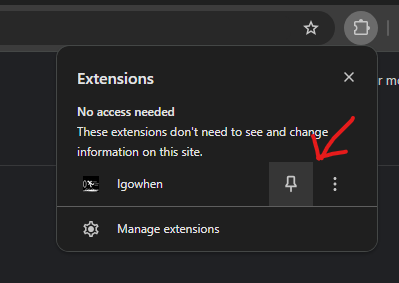 Extensions
No access needed
These extensions don't need to see and change
information on this site.
Igowhen
Manage extensions